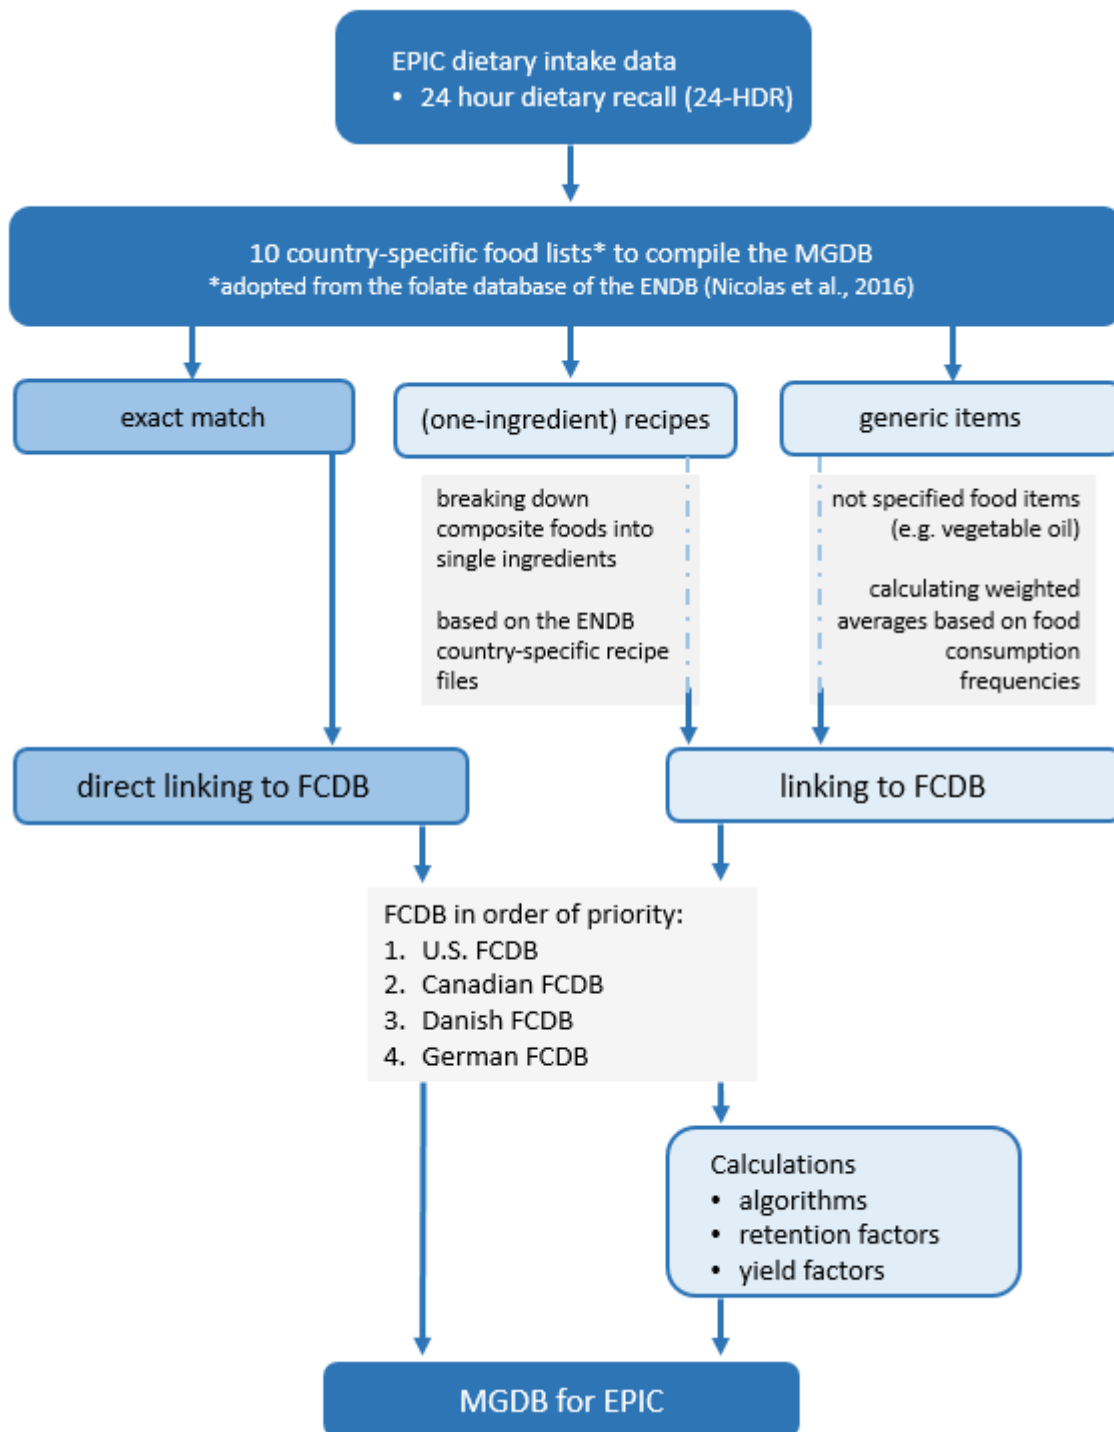 EPIC dietary intake data
• 24 hour dietary recall (24-HDR)
10 country-specific food lists* to compile the MGDB
*adopted from the folate database of the ENDB (Nicolas et al., 2016)
exact match
(one-ingredient) recipes
generic items
breaking down
composite foods into
single ingredients
based on the ENDB
country-specific recipe
files
not specified food items
(e.g. vegetable oil)
calculating weighted
averages based on food
consumption
frequencies
direct linking to FCDB
linking to FCDB
FCDB in order of priority:
1. U.S. FCDB
2. Canadian FCDB
3. Danish FCDB
4. German FCDB
Calculations
• algorithms
• retention factors
• yield factors
MGDB for EPIC